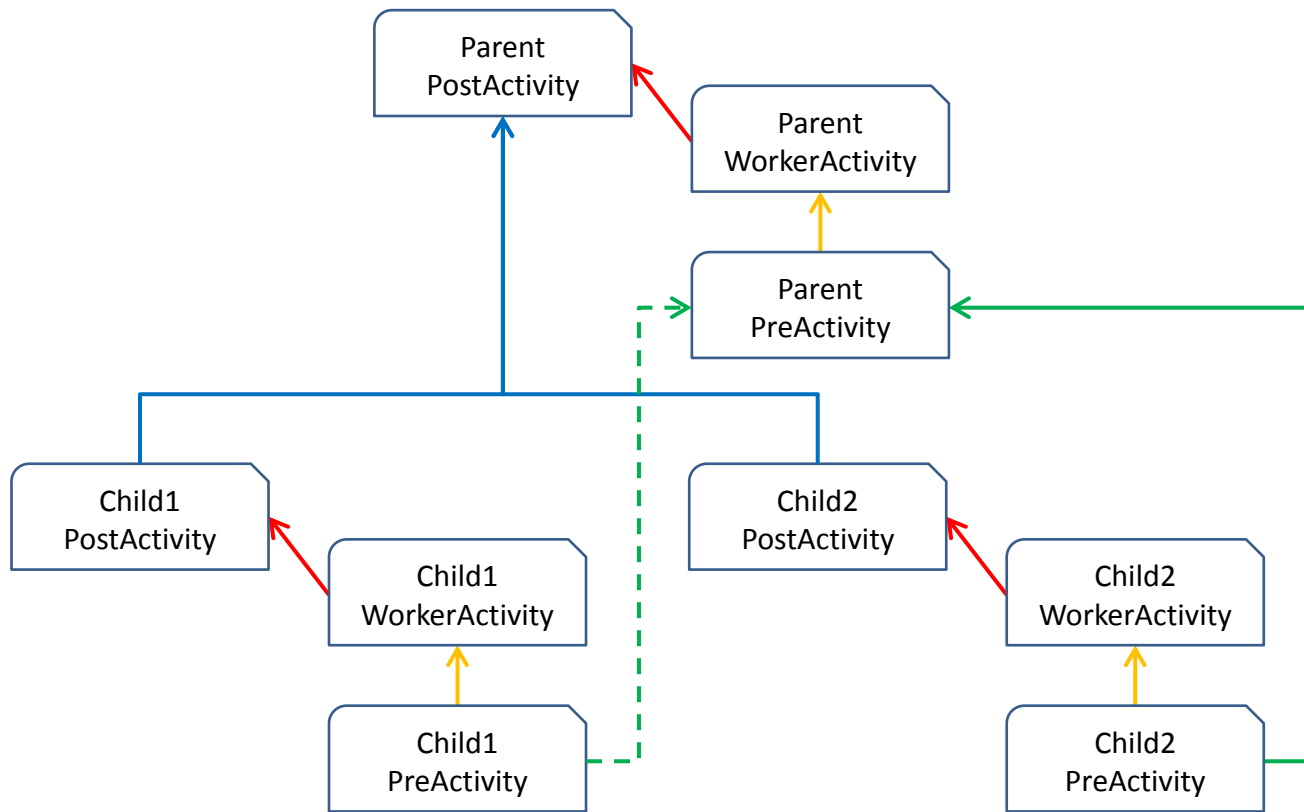 Parent
PostActivity
Parent
WorkerActivity
Parent
PreActivity
Child1
PostActivity
Child2
PostActivity
Child1
WorkerActivity
Child2
WorkerActivity
Child1
PreActivity
Child2
PreActivity